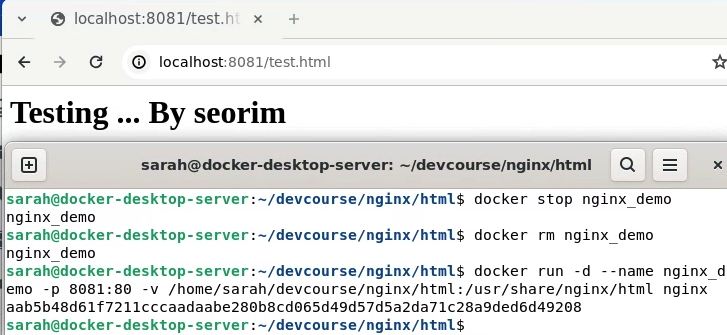 localhost:8081/test.ht
localhost:8081/test.html
Testing ... By seorim
sarah@docker-desktop-server: ~/devcourse/nginx/html
sarah@docker-desktop-server:~/devcourse/nginx/html$ docker stop nginx_demo
nginx_demo
sarah@docker-desktop-server:~/devcourse/nginx/html$ docker rm nginx_demo
nginx_demo
sarah@docker-desktop-server:~/devcourse/nginx/html$ docker run -d --name nginx_d
emo -p 8081:80 -v /home/sarah/devcourse/nginx/html:/usr/share/nginx/html nginx
aab5b48d61f7211cccaadaabe280b8cd065d49d57d5a2da71c28a9ded6d49208
sarah@docker-desktop-server:~/devcourse/nginx/html$